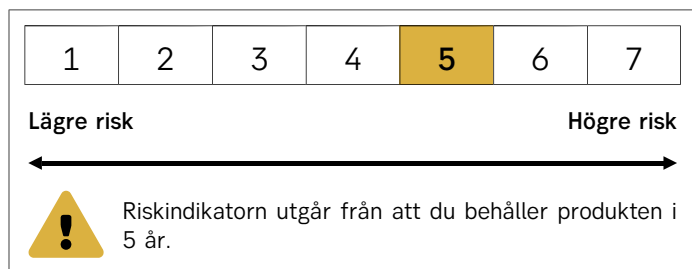 1 2 3 4 5 6 7
Lägre risk Högre risk
Riskindikatorn utgår från att du behåller produkten i
5 år.